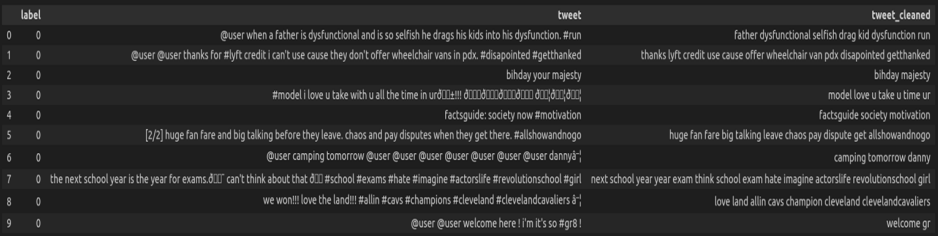 label tweet tweet_cleaned
0 0 @user when a father is dysfunctional and is so selfish he drags his kids into his dysfunction. #run father dysfunctional selfish drag kid dysfunction run
1 0 @user @user thanks for #lyft credit i can't use cause they don't offer wheelchair vans in pdx. #disapointed #getthanked thanks lyft credit use cause offer wheelchair van pdx disapointed getthanked
2 0 bihday your majesty bihday majesty
3 0 #model i love u take with u all the time in urð±!!! ððððð¦ð¦ð¦ model love u take u time ur
4 0 factsguide: society now #motivation factsguide society motivation
5 0 [2/2] huge fan fare and big talking before they leave. chaos and pay disputes when they get there. #allshowandnogo huge fan fare big talking leave chaos pay dispute get allshowandnogo
6 0 @user camping tomorrow @user @user @user @user @user @user @user dannyâ¦ camping tomorrow danny
7 0 the next school year is the year for exams.ð¯ can't think about that ð #school #exams #hate #imagine #actorslife #revolutionschool #girl next school year year exam think school exam hate imagine actorslife revolutionschool girl
8 0 we won!!! love the land!!! #allin #cavs #champions #cleveland #clevelandcavaliers â¦ love land allin cavs champion cleveland clevelandcavaliers
9 0 @user @user welcome here ! i'm it's so #gr8 ! welcome gr